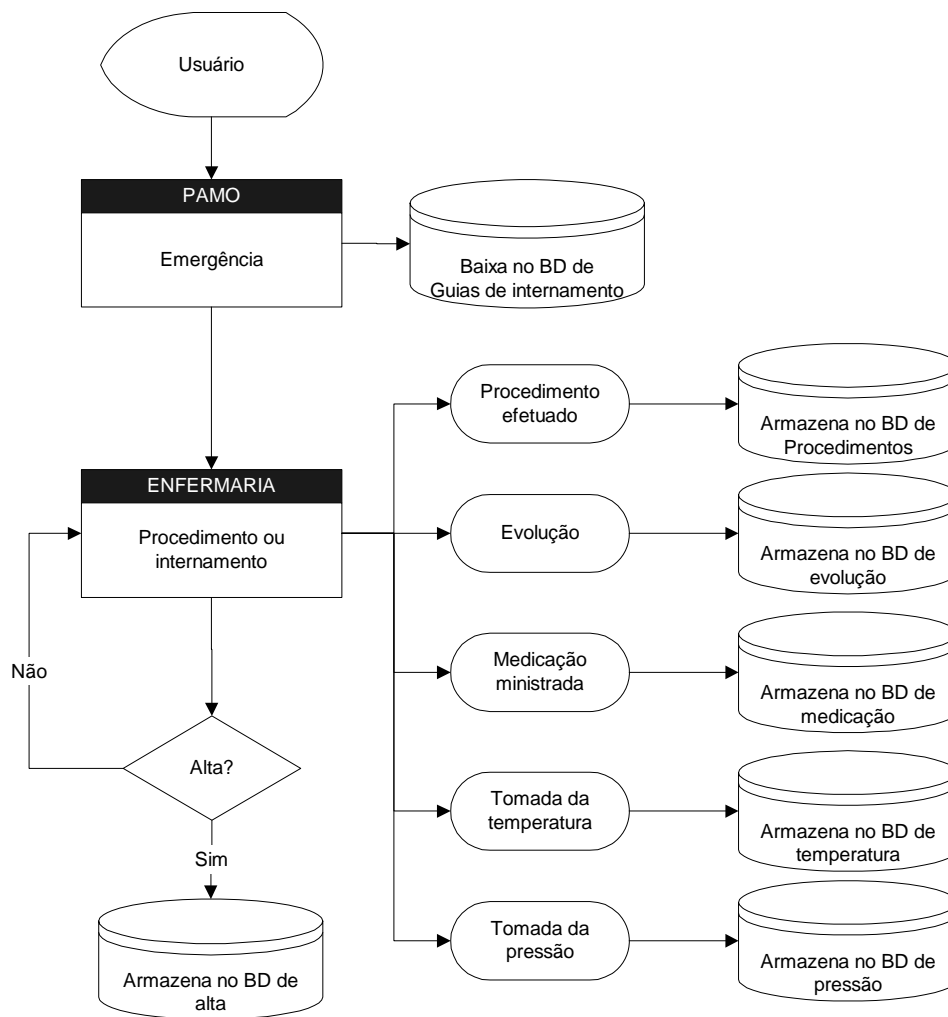 Usuário
PAMO
Emergência
Baixa no BD de
Guias de internamento
Procedimento
efetuado
Armazena no BD de
Procedimentos
ENFERMARIA
Procedimento ou
internamento
Evolução
Armazena no BD de
evolução
Não
Medicação
ministrada
Armazena no BD de
medicação
Alta?
Tomada da
temperatura
Armazena no BD de
temperatura
Sim
Armazena no BD de
alta
Tomada da
pressão
Armazena no BD de
pressão